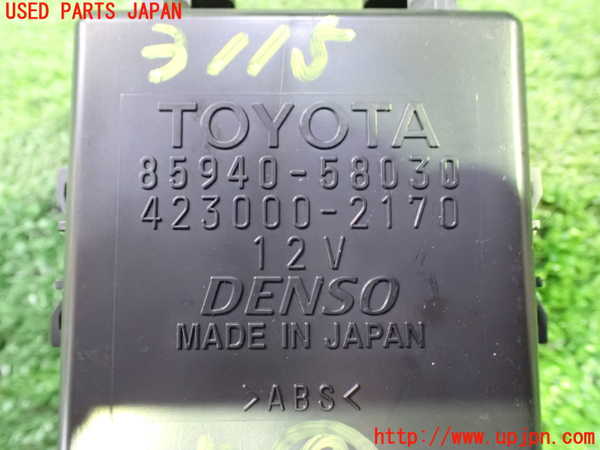 USED PARTS JAPAN
3115
TOYOTA
85940-58030
423000-2170
12V
DENSO
MADE IN JAPAN
>ABS<
http://www.upjpn.com